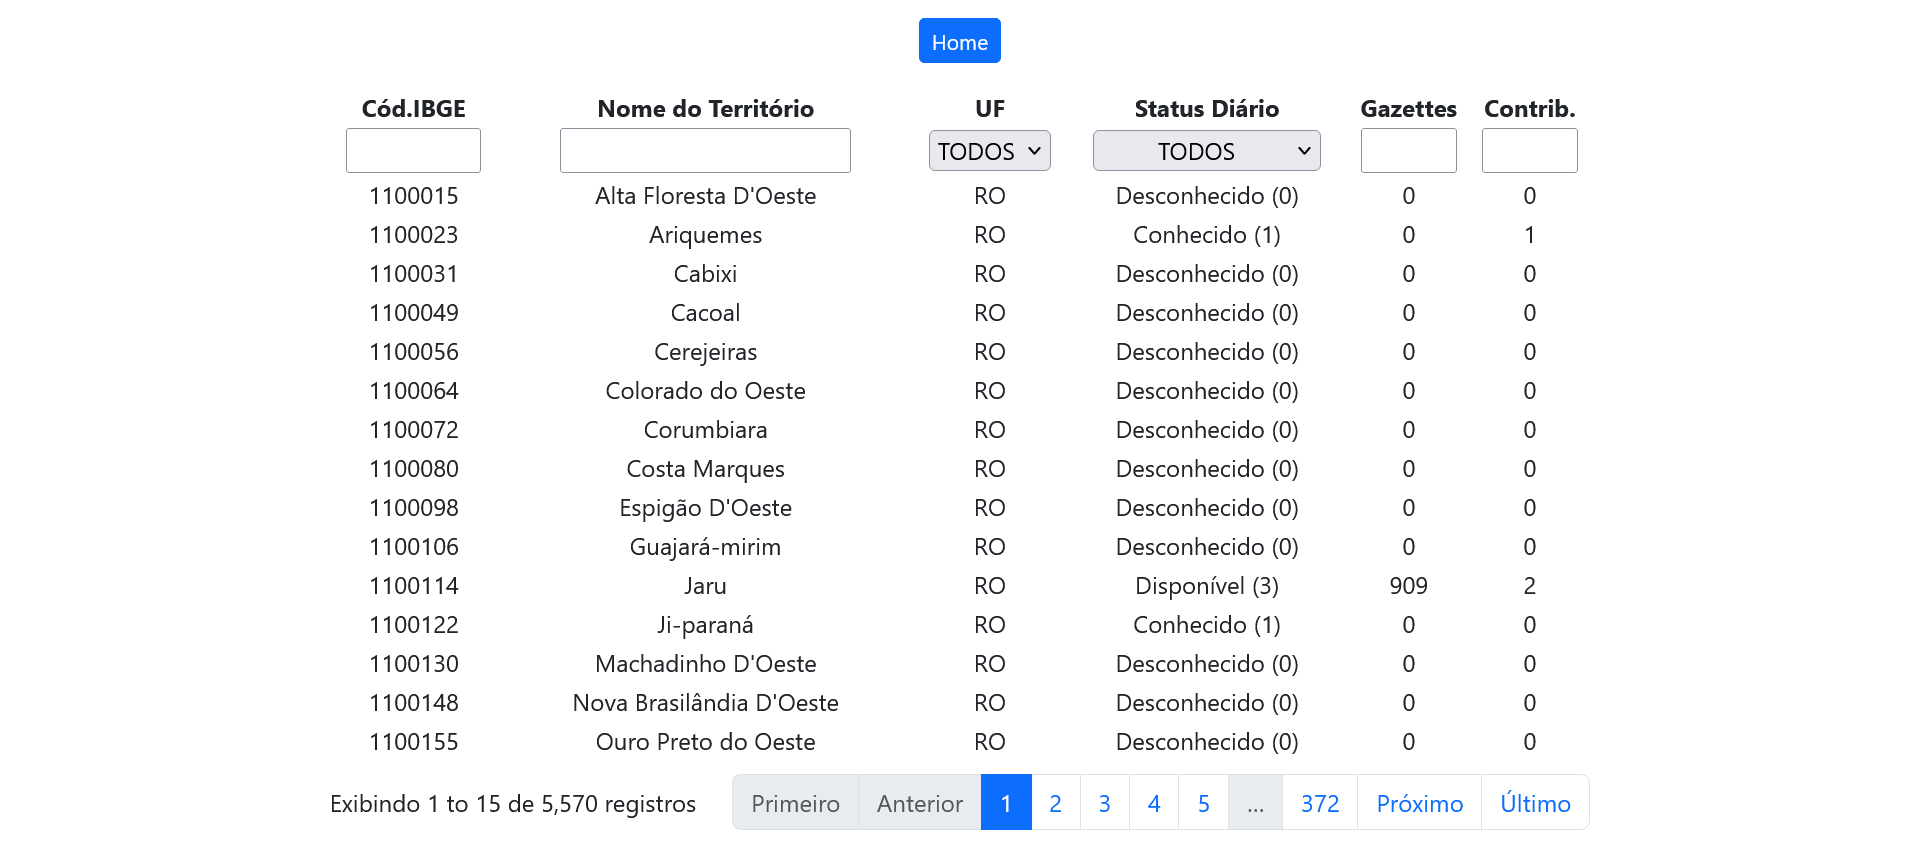 Home
Cód.IBGE Nome do Território UF Status Diário Gazettes Contrib.
TODOS TODOS
1100015 Alta Floresta D'Oeste RO Desconhecido (0) 0 0
1100023 Ariquemes RO Conhecido (1) 0 1
1100031 Cabixi RO Desconhecido (0) 0 0
1100049 Cacoal RO Desconhecido (0) 0 0
1100056 Cerejeiras RO Desconhecido (0) 0 0
1100064 Colorado do Oeste RO Desconhecido (0) 0 0
1100072 Corumbiara RO Desconhecido (0) 0 0
1100080 Costa Marques RO Desconhecido (0) 0 0
1100098 Espigão D'Oeste RO Desconhecido (0) 0 0
1100106 Guajará-mirim RO Desconhecido (0) 0 0
1100114 Jaru RO Disponível (3) 909 2
1100122 Ji-paraná RO Conhecido (1) 0 0
1100130 Machadinho D'Oeste RO Desconhecido (0) 0 0
1100148 Nova Brasilândia D'Oeste RO Desconhecido (0) 0 0
1100155 Ouro Preto do Oeste RO Desconhecido (0) 0 0
Exibindo 1 to 15 de 5,570 registros Primeiro Anterior 1 2 3 4 5 ... 372 Próximo Último